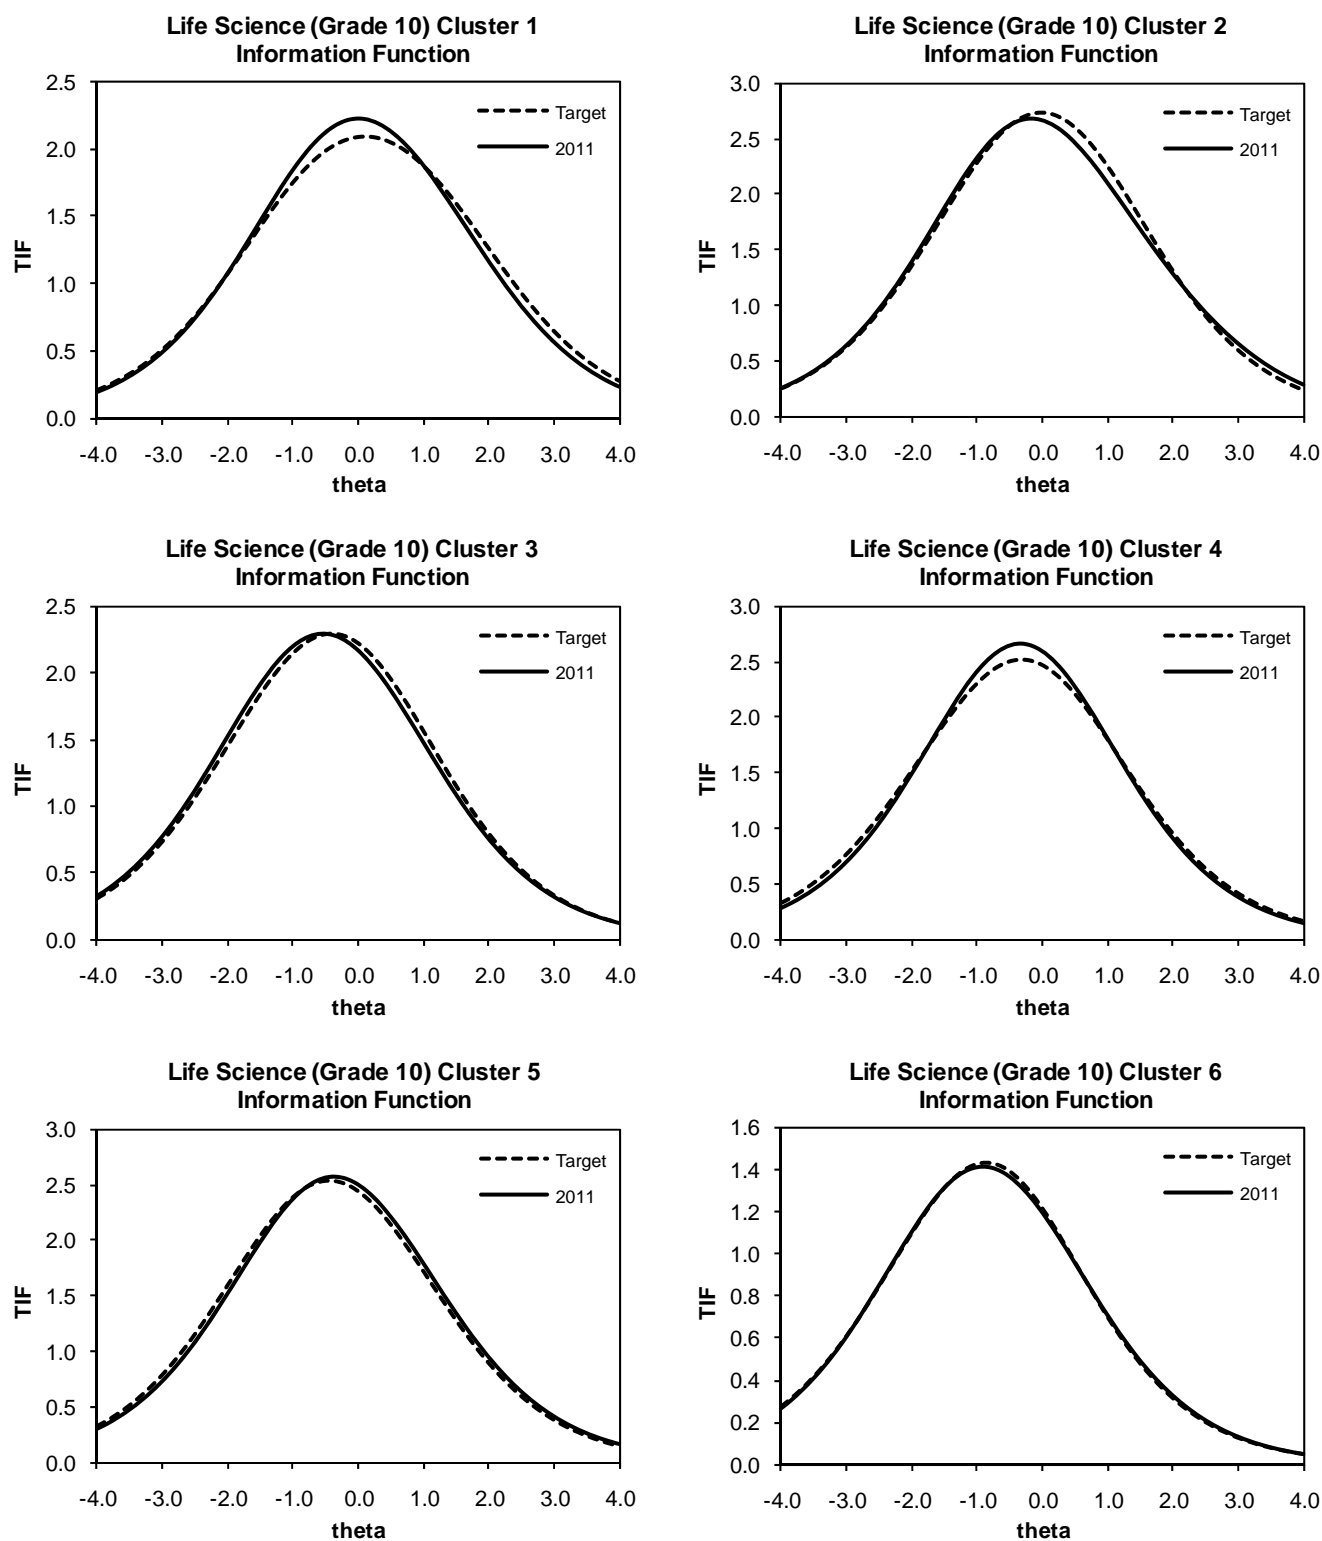 Life Science (Grade 10) Cluster 1
Information Function
2.5
2.0
1.5
1.0
0.5
0.0
TIF
Target
2011
-4.0 -3.0 -2.0 -1.0 0.0 1.0 2.0 3.0 4.0
theta
Life Science (Grade 10) Cluster 2
Information Function
3.0
2.5
2.0
1.5
1.0
0.5
0.0
TIF
Target
2011
-4.0 -3.0 -2.0 -1.0 0.0 1.0 2.0 3.0 4.0
theta
Life Science (Grade 10) Cluster 3
Information Function
2.5
2.0
1.5
1.0
0.5
0.0
TIF
Target
2011
-4.0 -3.0 -2.0 -1.0 0.0 1.0 2.0 3.0 4.0
theta
Life Science (Grade 10) Cluster 4
Information Function
3.0
2.5
2.0
1.5
1.0
0.5
0.0
TIF
Target
2011
-4.0 -3.0 -2.0 -1.0 0.0 1.0 2.0 3.0 4.0
theta
Life Science (Grade 10) Cluster 5
Information Function
3.0
2.5
2.0
1.5
1.0
0.5
0.0
TIF
Target
2011
-4.0 -3.0 -2.0 -1.0 0.0 1.0 2.0 3.0 4.0
theta
Life Science (Grade 10) Cluster 6
Information Function
1.6
1.4
1.2
1.0
0.8
0.6
0.4
0.2
0.0
TIF
Target
2011
-4.0 -3.0 -2.0 -1.0 0.0 1.0 2.0 3.0 4.0
theta